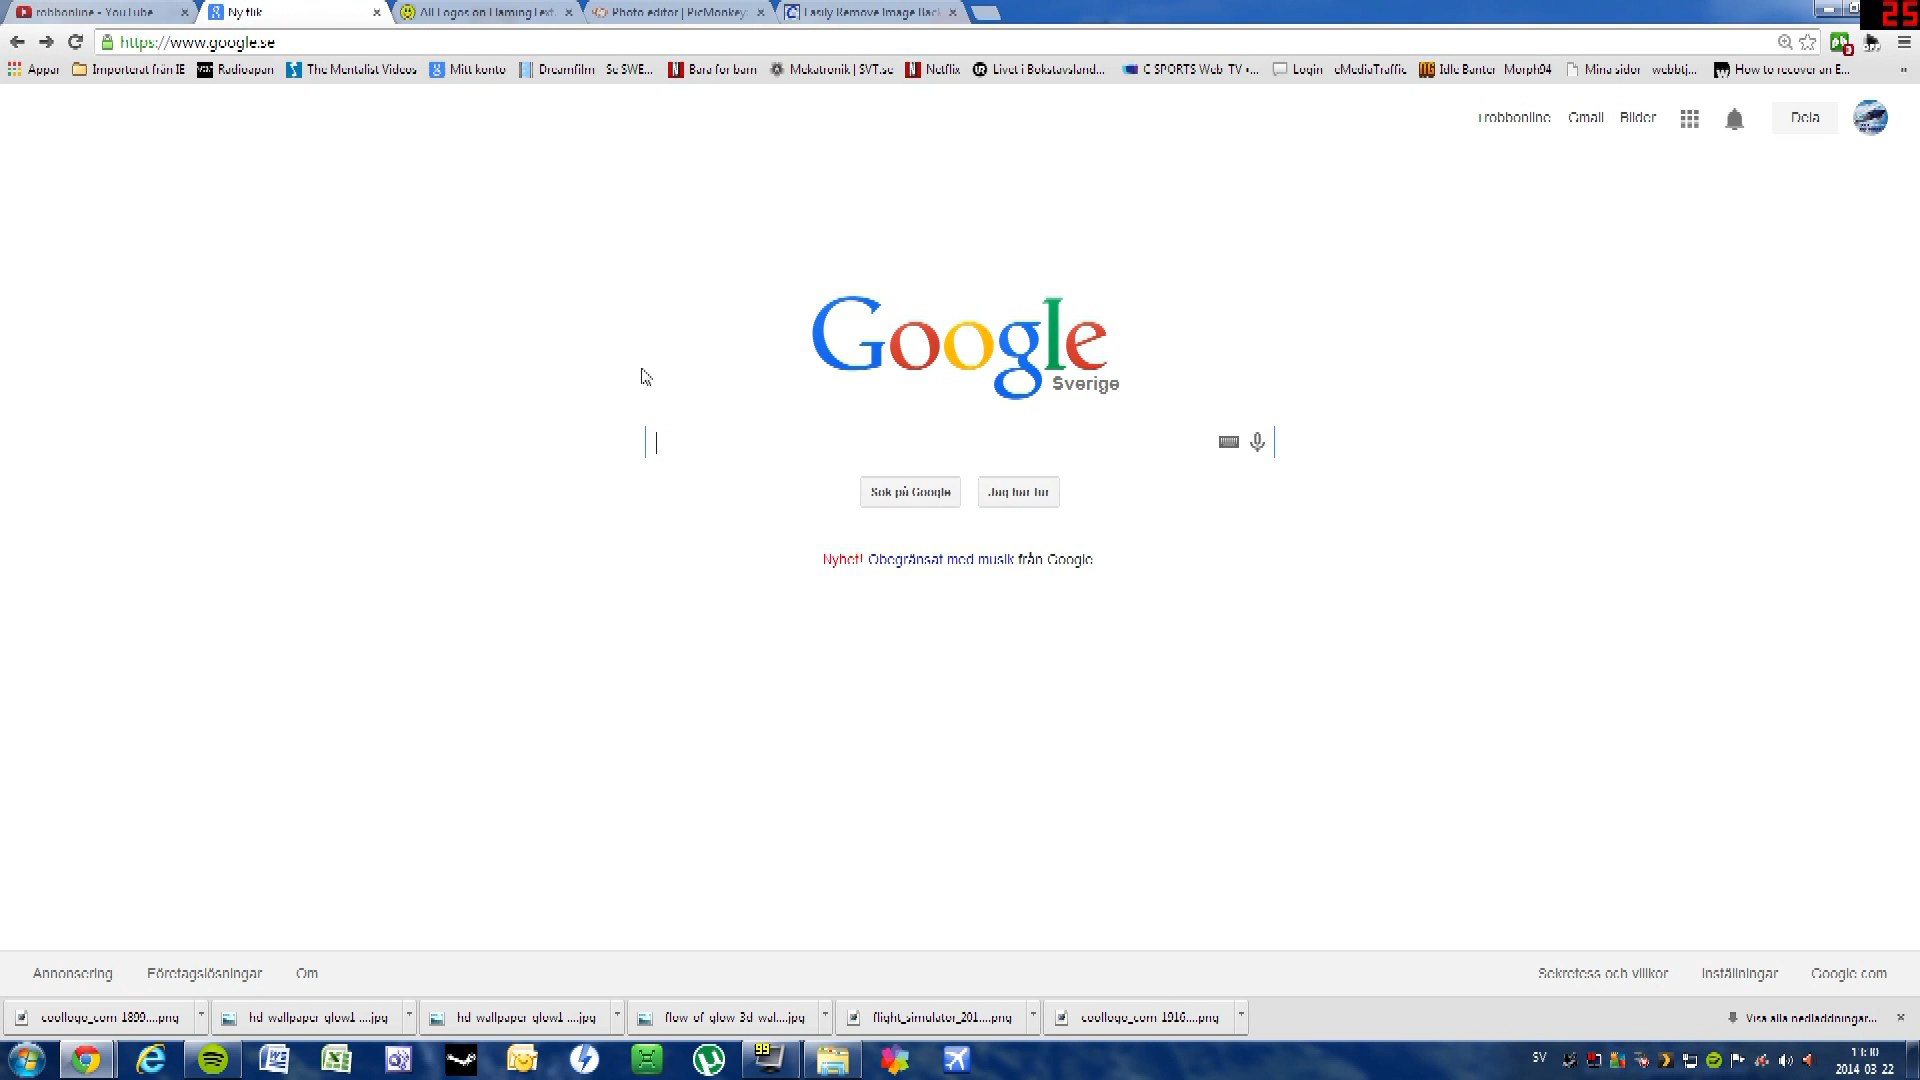 robbonline - YouTube
Ny flik
All Logos on FlamingText.
Photo editor | PicMonkey:
Easily Remove Image Back
25
https://www.google.se
Appar
Importerat från IE
Radioapan
The Mentalist Videos
Mitt konto
Dreamfilm
Se SWE...
Bara för barn
Mekatronik | SVT.se
Netflix
Livet i Bokstavsland...
C SPORTS Web-TV •...
Login
eMediaTraffic
Idle Banter
Morph94
Mina sidor
webbtj...
How to recover an E...
»
robbonline
Gmail
Bilder
Dela
Google
Sverige
Sök på Google
Jag har tur
Nyhet! Obegränsat med musik från Google
Annonsering
Företagslösningar
Om
Sekretess och villkor
Inställningar
Google.com
coollogo_com-1899....png
hd-wallpaper-glow1-....jpg
hd-wallpaper-glow1-....jpg
flow-of-glow-3d-wal....jpg
flight_simulator_201....png
coollogo_com-1916....png
Visa alla nedladdningar...
99
SV
2014-03-22